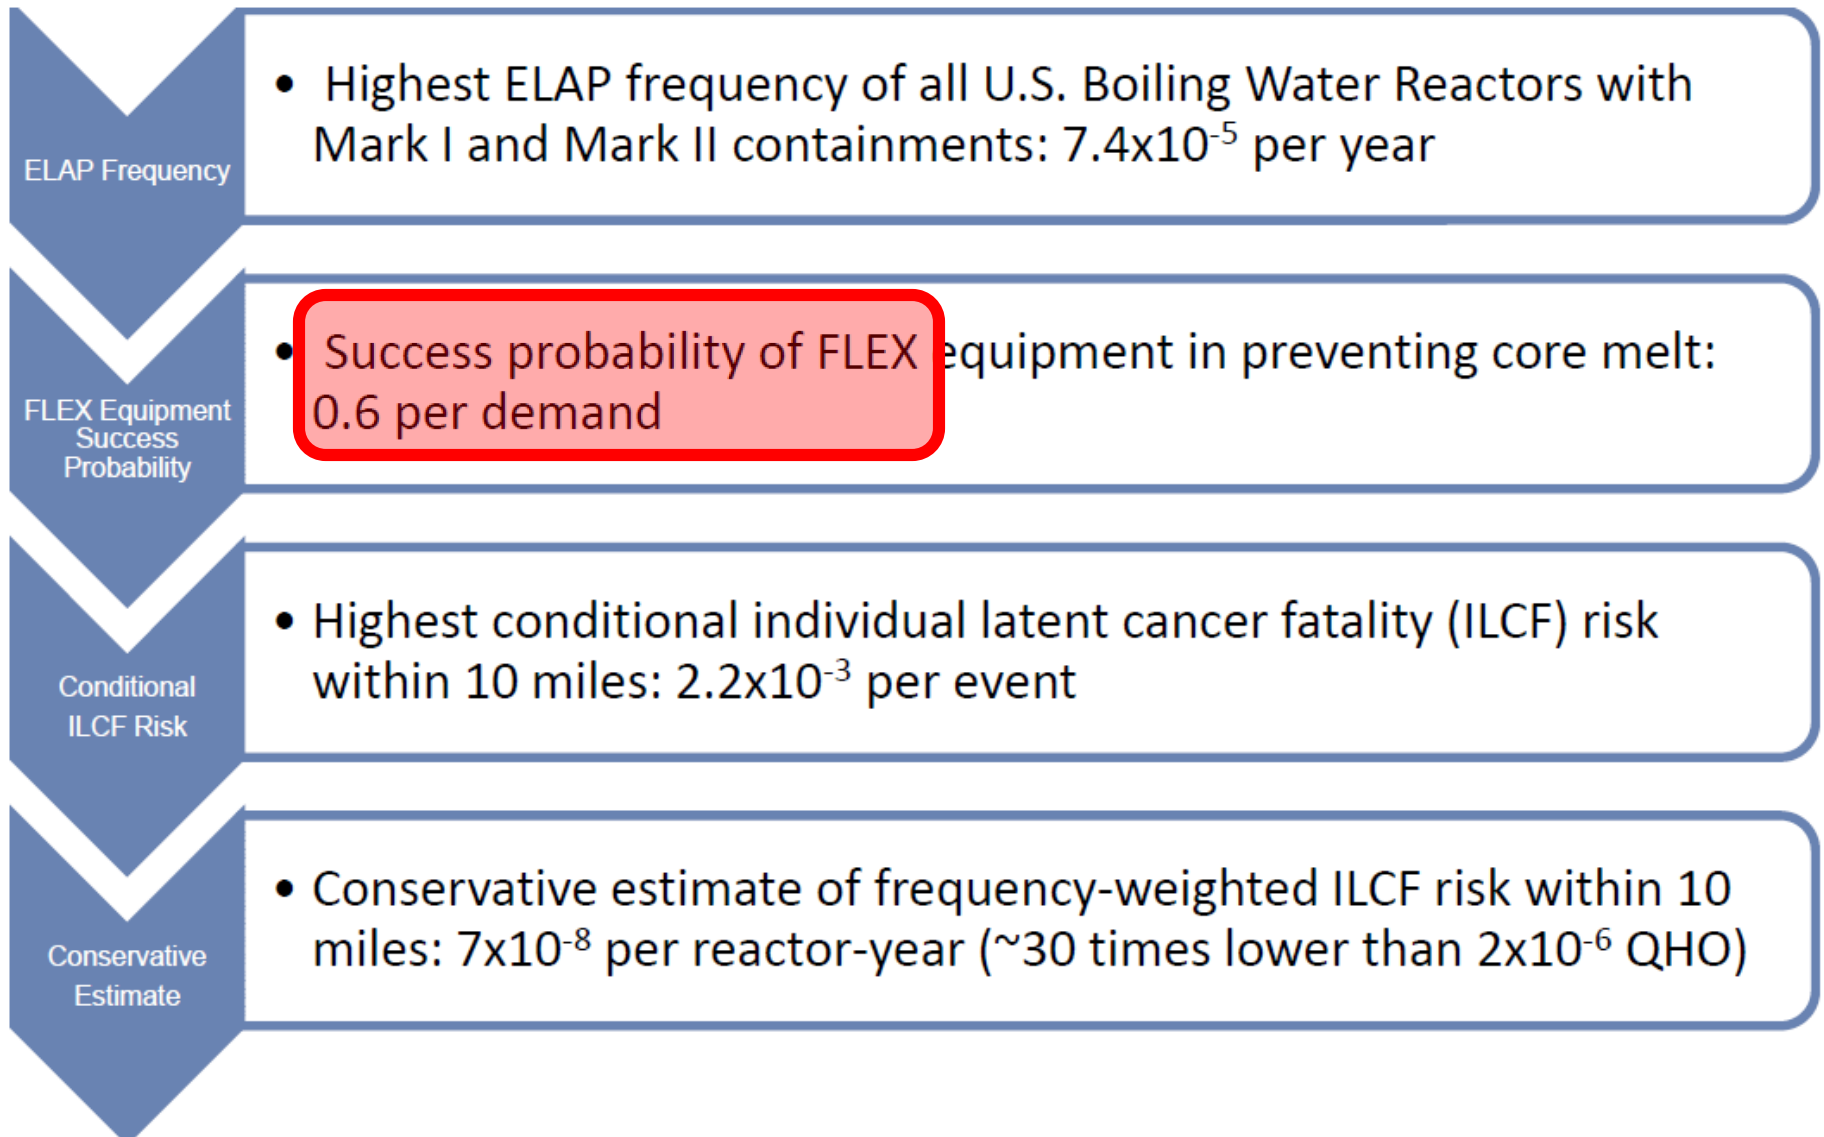 ELAP Frequency
• Highest ELAP frequency of all U.S. Boiling Water Reactors with
Mark I and Mark II containments: 7.4x10⁻⁵ per year
FLEX Equipment
Success
Probability
• Success probability of FLEX equipment in preventing core melt:
0.6 per demand
Conditional
ILCF Risk
• Highest conditional individual latent cancer fatality (ILCF) risk
within 10 miles: 2.2x10⁻³ per event
Conservative
Estimate
• Conservative estimate of frequency-weighted ILCF risk within 10
miles: 7x10⁻⁸ per reactor-year (~30 times lower than 2x10⁻⁶ QHO)